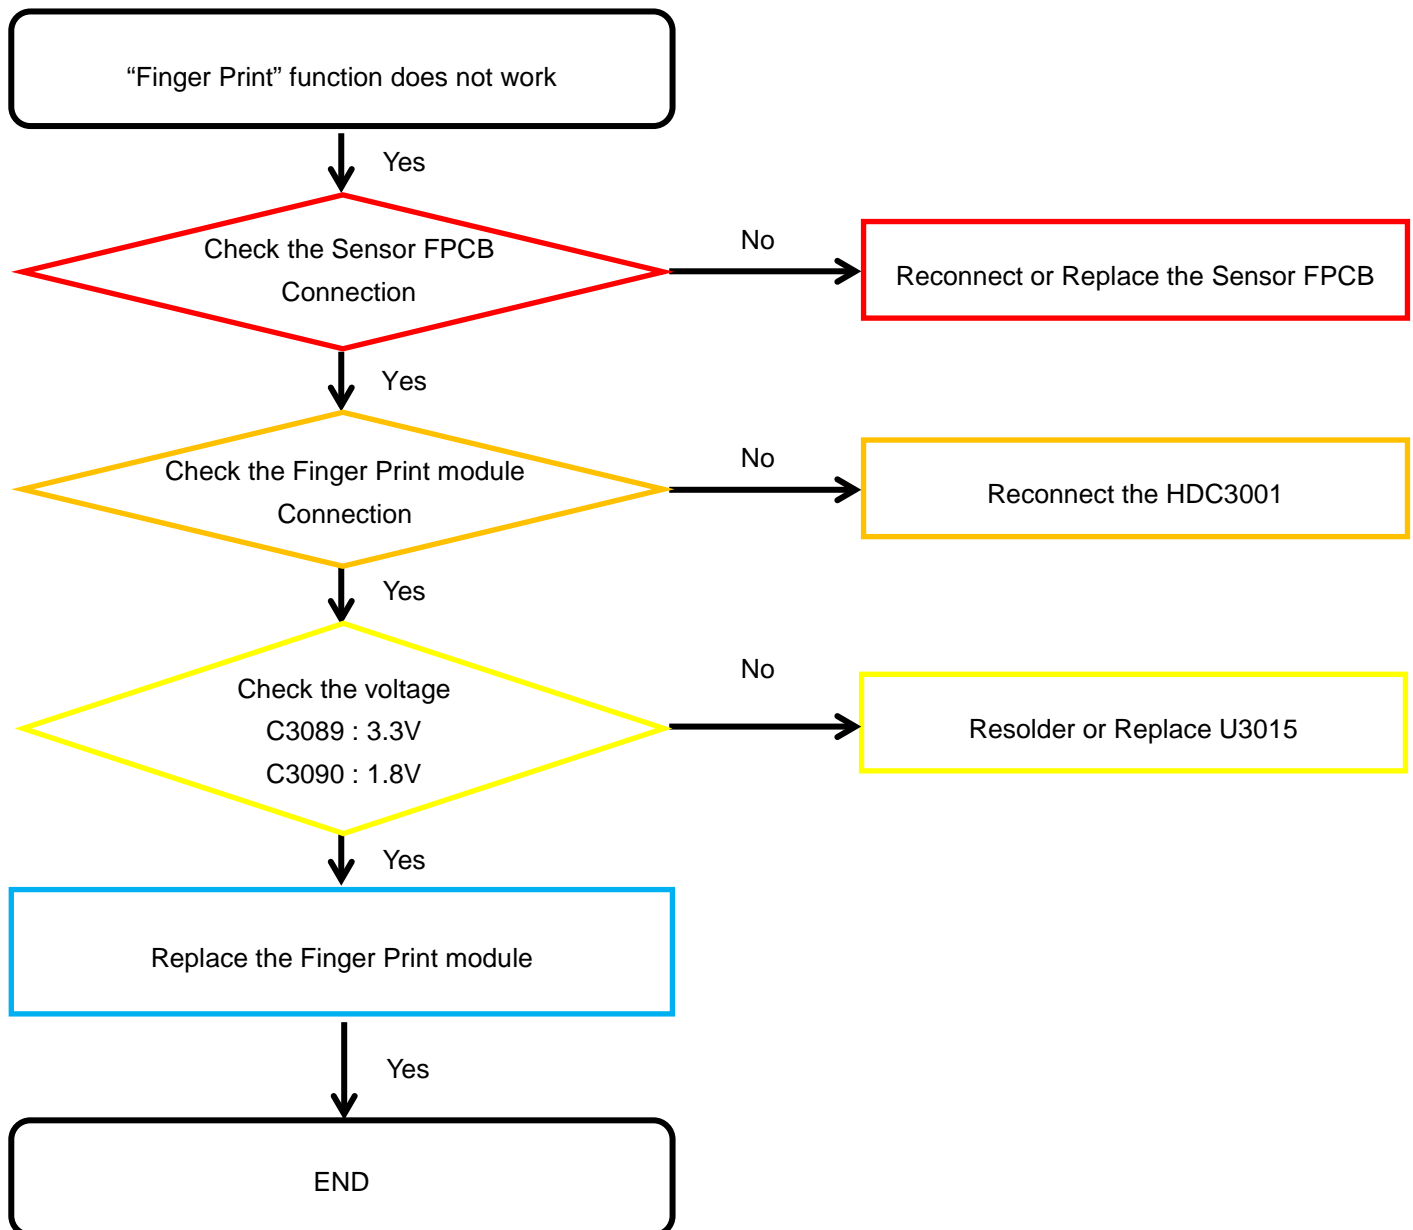 “Finger Print” function does not work
Yes
Check the Sensor FPCB
Connection
No
Reconnect or Replace the Sensor FPCB
Yes
Check the Finger Print module
Connection
No
Reconnect the HDC3001
Yes
Check the voltage
C3089 : 3.3V
C3090 : 1.8V
No
Resolder or Replace U3015
Yes
Replace the Finger Print module
Yes
END